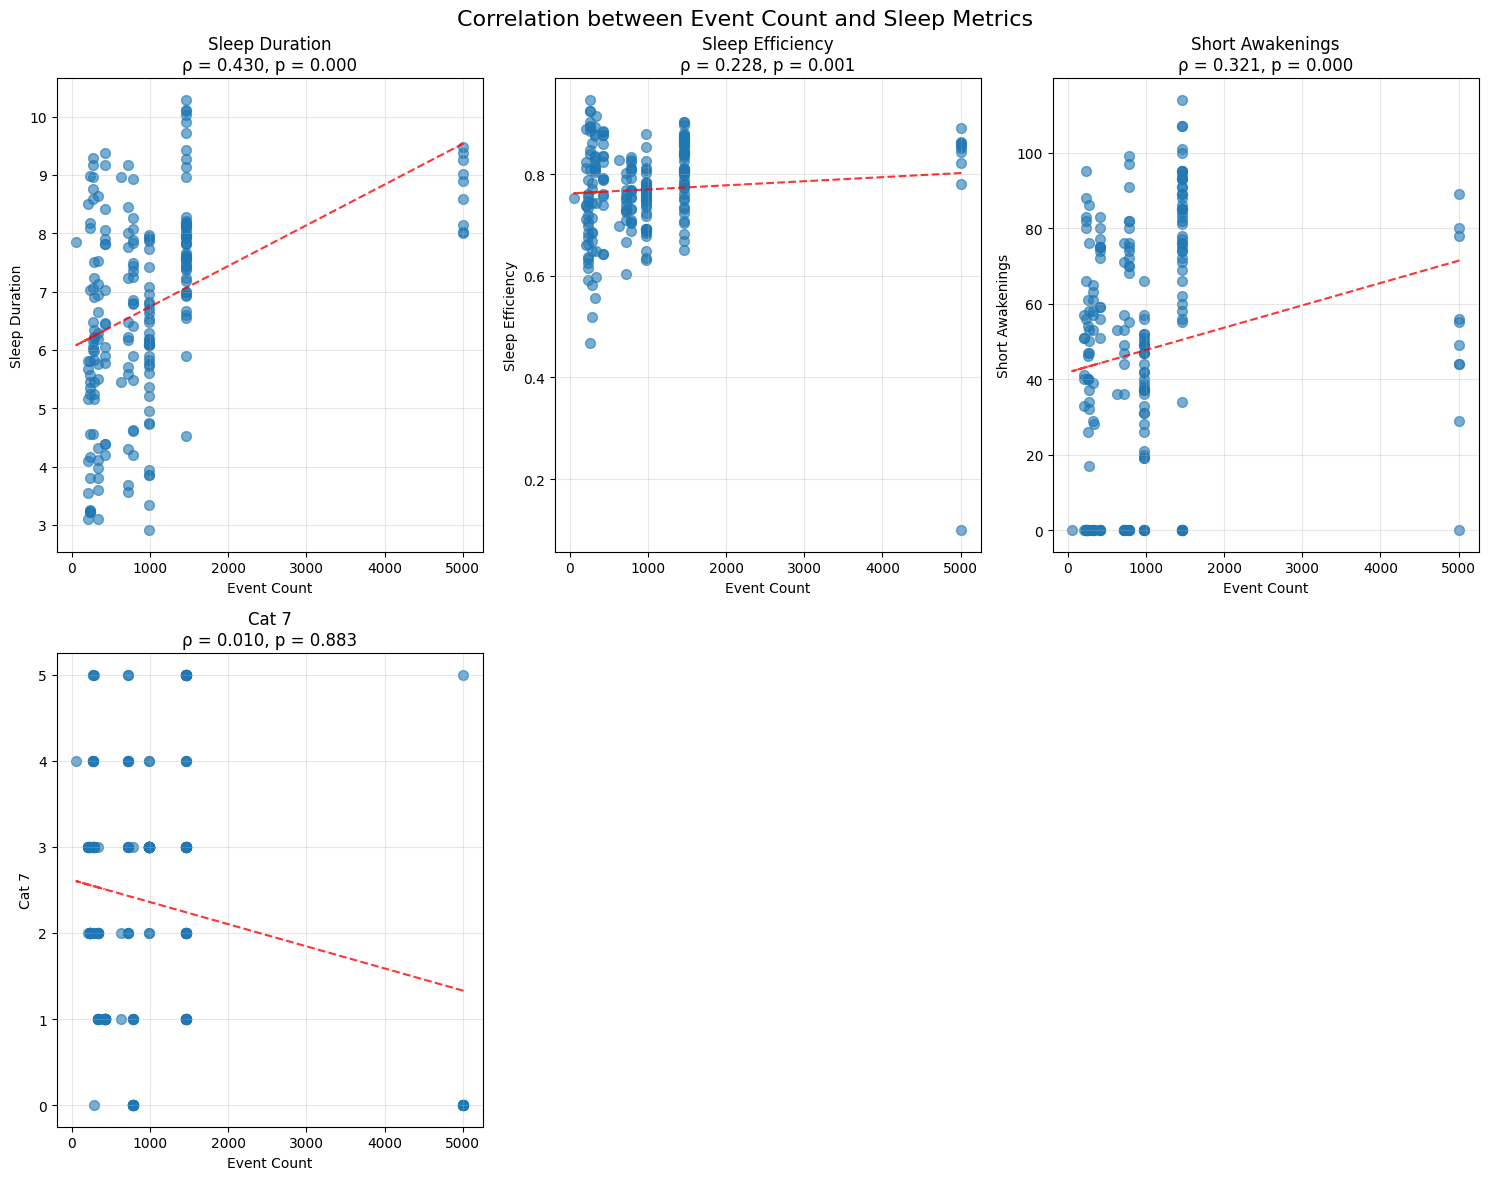 Correlation between Event Count and Sleep Metrics
Sleep Duration
ρ = 0.430, p = 0.000
Sleep Duration
10
9
8
7
6
5
4
3
0 1000 2000 3000 4000 5000
Event Count
Sleep Efficiency
ρ = 0.228, p = 0.001
Sleep Efficiency
0.8
0.6
0.4
0.2
0 1000 2000 3000 4000 5000
Event Count
Short Awakenings
ρ = 0.321, p = 0.000
Short Awakenings
100
80
60
40
20
0
0 1000 2000 3000 4000 5000
Event Count
Cat 7
ρ = 0.010, p = 0.883
Cat 7
5
4
3
2
1
0
0 1000 2000 3000 4000 5000
Event Count